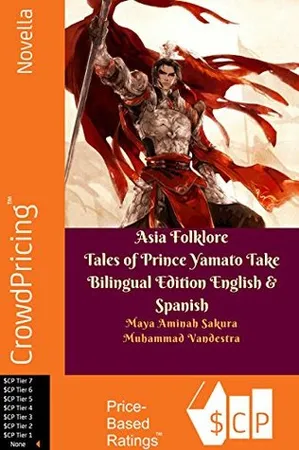 Novella
CrowdPricing™
Asia Folklore
Tales of Prince Yamato Take
Bilingual Edition English &
Spanish
Maya Aminah Sakura
Muhammad Vandestra
$CP Tier 7
$CP Tier 6
$CP Tier 5
$CP Tier 4
$CP Tier 3
$CP Tier 2
$CP Tier 1
None
Price-
Based
Ratings™
$CP